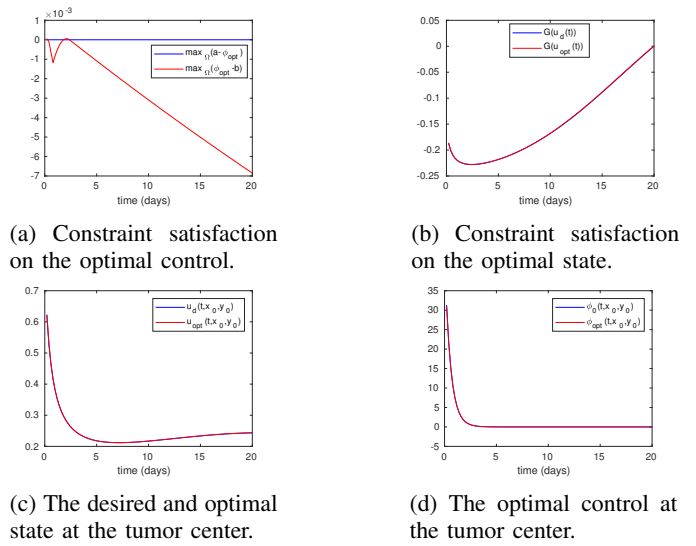 ×10⁻³
1
0
-1
-2
-3
-4
-5
-6
-7
0 5 10 15 20
time (days)
max_Ω(a-ϕ_opt)
max_Ω(ϕ_opt-b)
0.05
0
-0.05
-0.1
-0.15
-0.2
-0.25
0 5 10 15 20
time (days)
G(u_d(t))
G(u_opt(t))
(a) Constraint satisfaction
on the optimal control.
(b) Constraint satisfaction
on the optimal state.
0.7
0.6
0.5
0.4
0.3
0.2
0 5 10 15 20
time (days)
u_d(t,x_0,y_0)
u_opt(t,x_0,y_0)
35
30
25
20
15
10
5
0
-5
0 5 10 15 20
time (days)
ϕ_0(t,x_0,y_0)
ϕ_opt(t,x_0,y_0)
(c) The desired and optimal
state at the tumor center.
(d) The optimal control at
the tumor center.